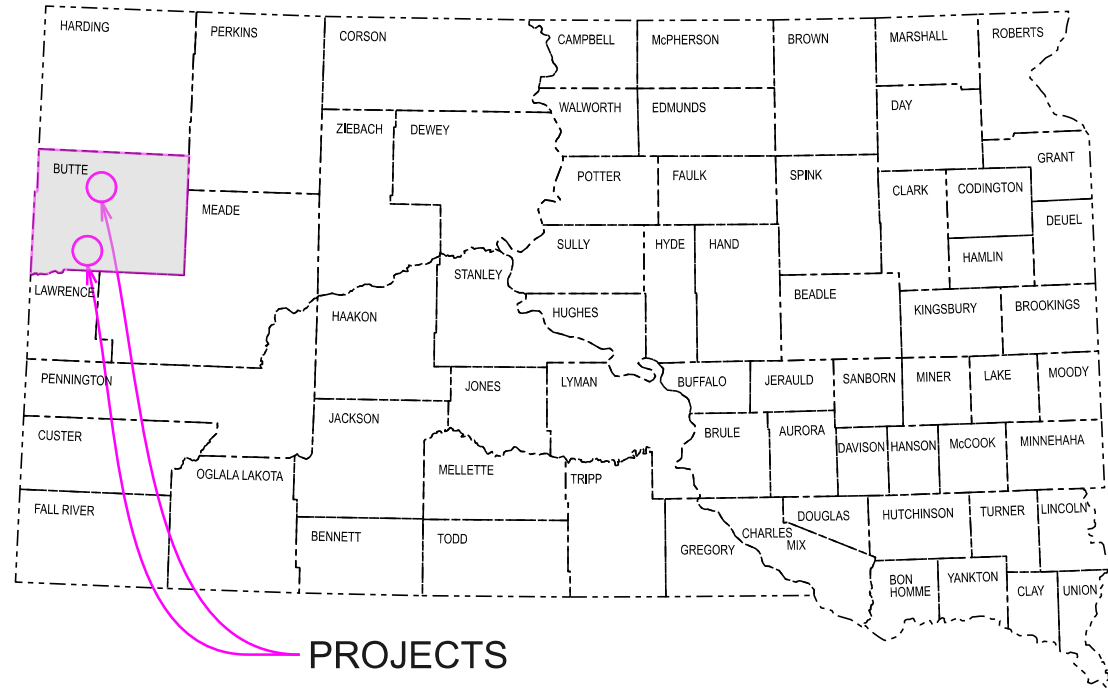 HARDING
PERKINS
CORSON
CAMPBELL
McPHERSON
BROWN
MARSHALL
ROBERTS
WALWORTH
EDMUNDS
DAY
ZIEBACH
DEWEY
GRANT
BUTTE
POTTER
FAULK
SPINK
CLARK
CODINGTON
MEADE
DEUEL
SULLY
HYDE
HAND
HAMLIN
STANLEY
LAWRENCE
BEADLE
KINGSBURY
BROOKINGS
HAAKON
HUGHES
PENNINGTON
JONES
LYMAN
BUFFALO
JERAULD
SANBORN
MINER
LAKE
MOODY
JACKSON
CUSTER
BRULE
AURORA
DAVISON
HANSON
McCOOK
MINNEHAHA
OGLALA LAKOTA
MELLETTE
TRIPP
FALL RIVER
DOUGLAS
HUTCHINSON
TURNER
LINCOLN
BENNETT
TODD
GREGORY
CHARLES
MIX
BON
HOMME
YANKTON
CLAY
UNION
PROJECTS